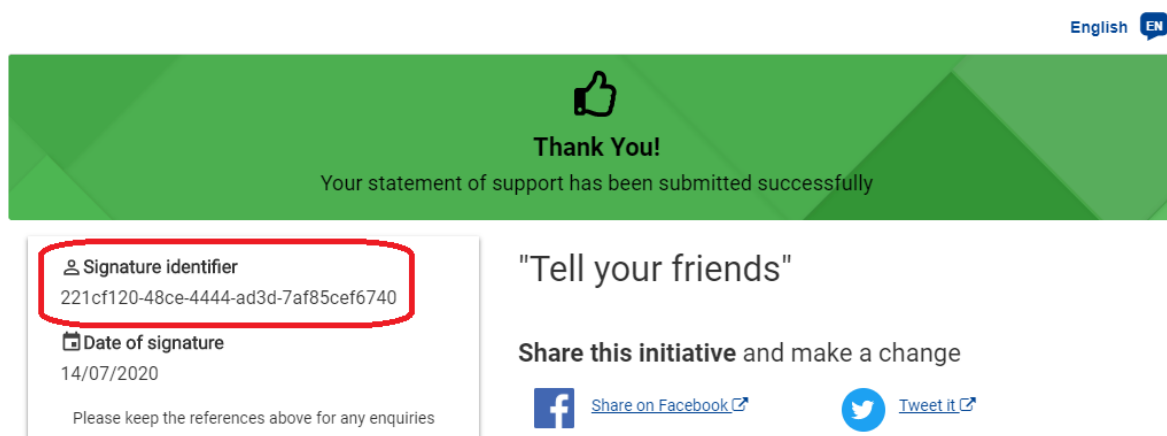 English EN
Thank You!
Your statement of support has been submitted successfully
Signature identifier
221cf120-48ce-4444-ad3d-7af85cef6740
Date of signature
14/07/2020
Please keep the references above for any enquiries
"Tell your friends"
Share this initiative and make a change
Share on Facebook
Tweet it